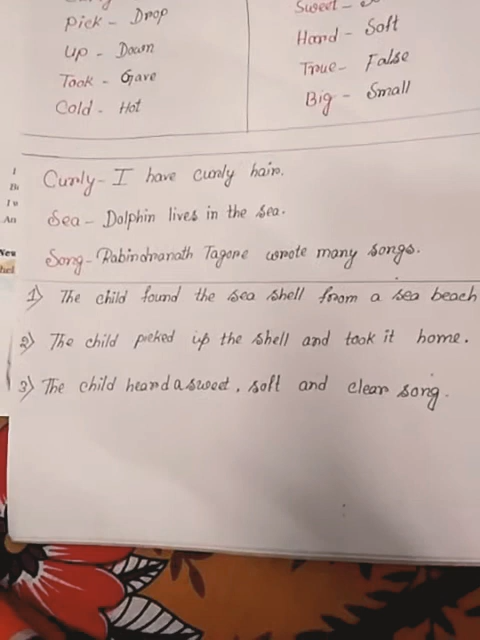 Pick - Drop
Up - Down
Took - Gave
Cold - Hot
Sweet -
Hard - Soft
True - False
Big - Small
Curly - I have curly hair.
Sea - Dolphin lives in the sea.
Song - Rabindranath Tagore wrote many songs.
1) The child found the sea shell from a sea beach
2) The child picked up the shell and took it home.
3) The child heard a sweet, soft and clear song.